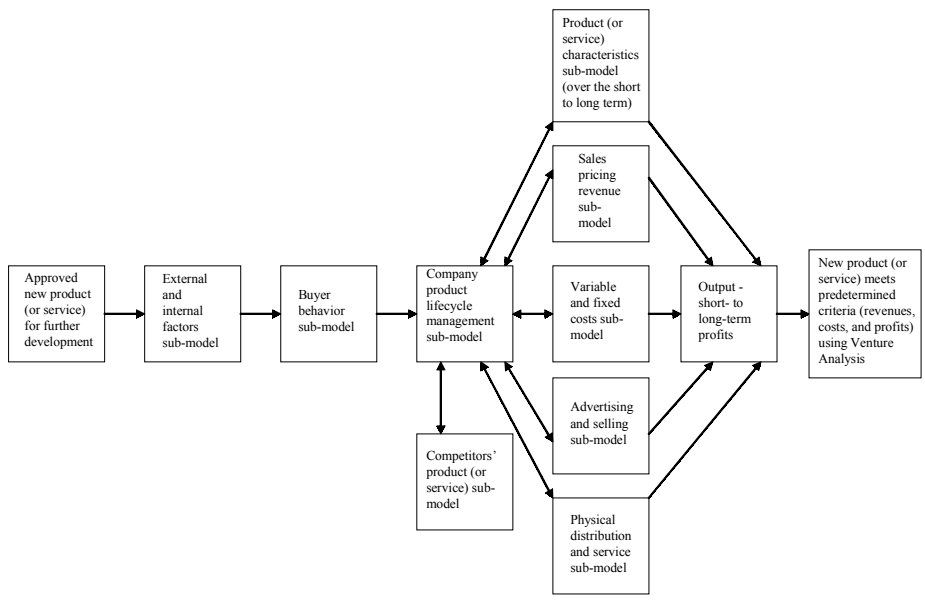 Approved
new product
(or service)
for further
development
External
and
internal
factors
sub-model
Buyer
behavior
sub-model
Company
product
lifecycle
management
sub-model
Competitors’
product (or
service) sub-
model
Product (or
service)
characteristics
sub-model
(over the short
to long term)
Sales
pricing
revenue
sub-
model
Variable
and fixed
costs sub-
model
Advertising
and selling
sub-model
Physical
distribution
and service
sub-model
Output -
short- to
long-term
profits
New product (or
service) meets
predetermined
criteria (revenues,
costs, and profits)
using Venture
Analysis